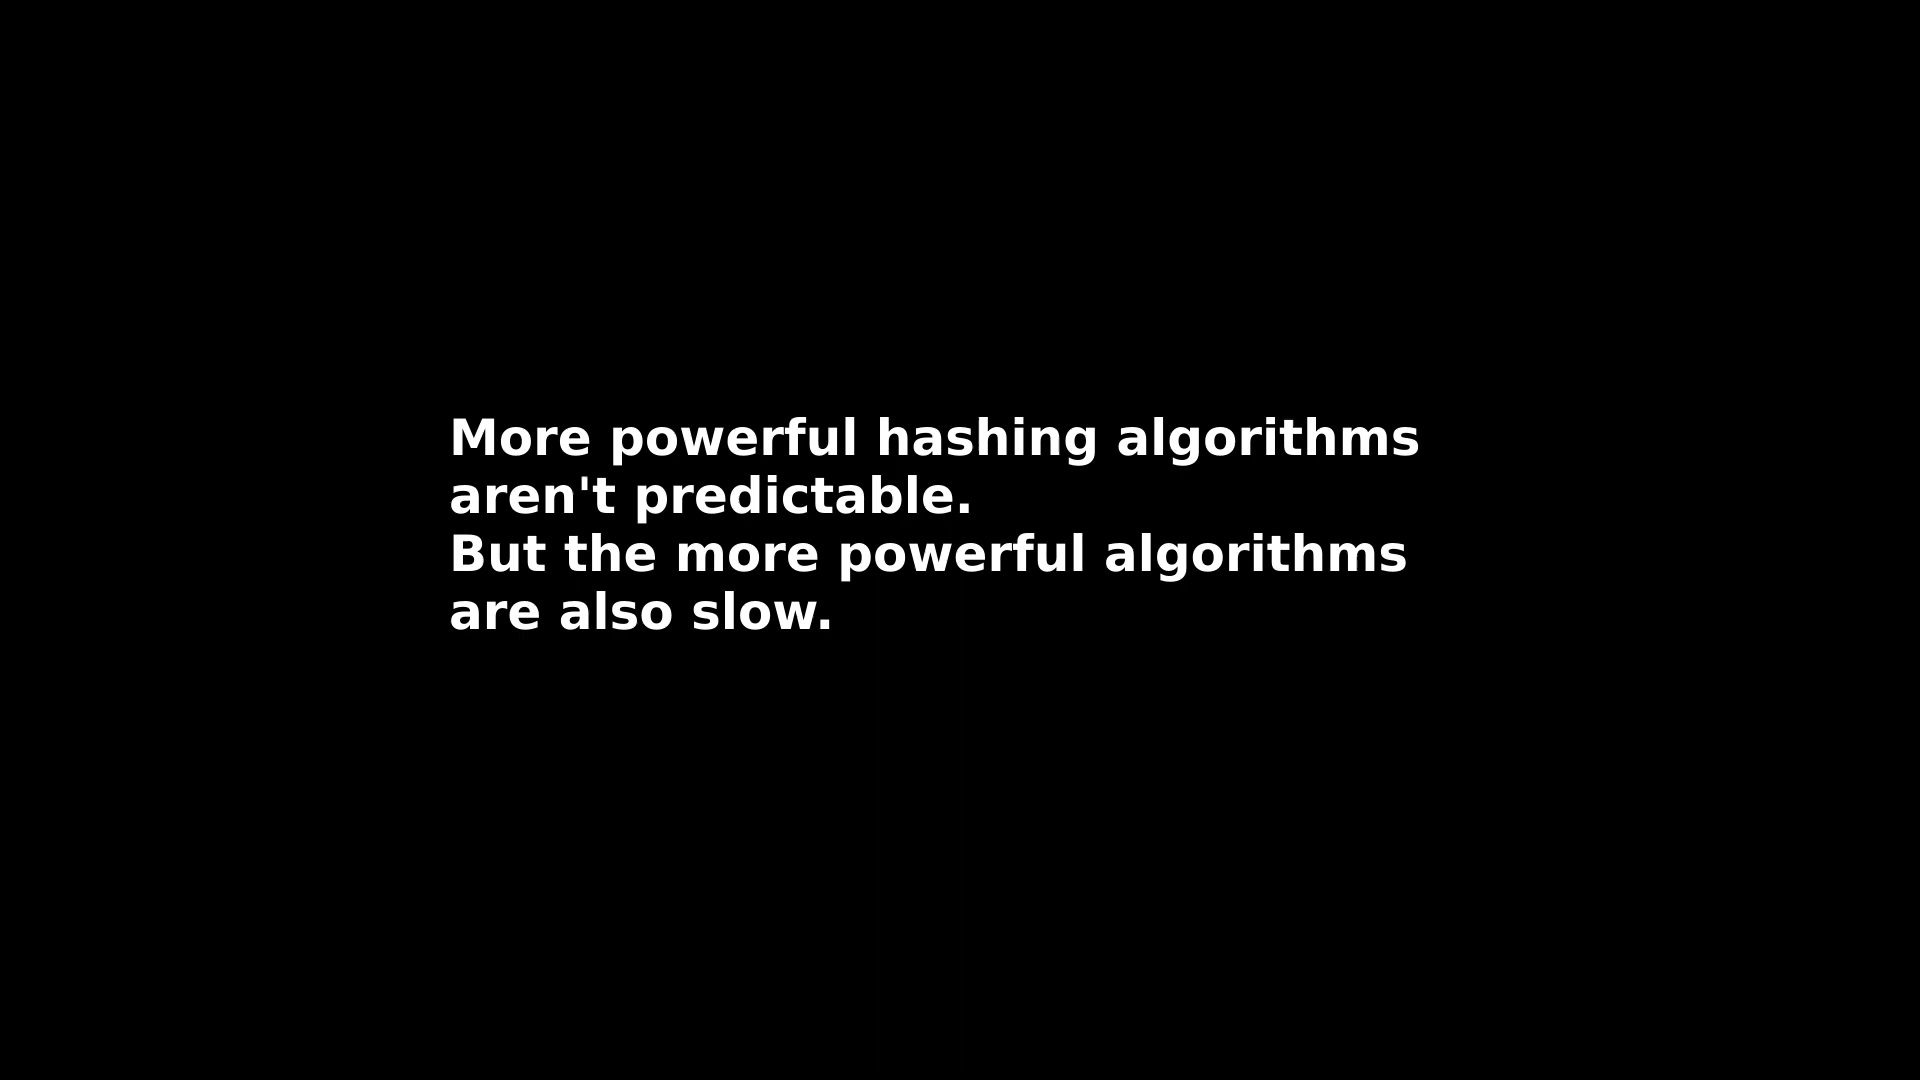 More powerful hashing algorithms
aren't predictable.
But the more powerful algorithms
are also slow.